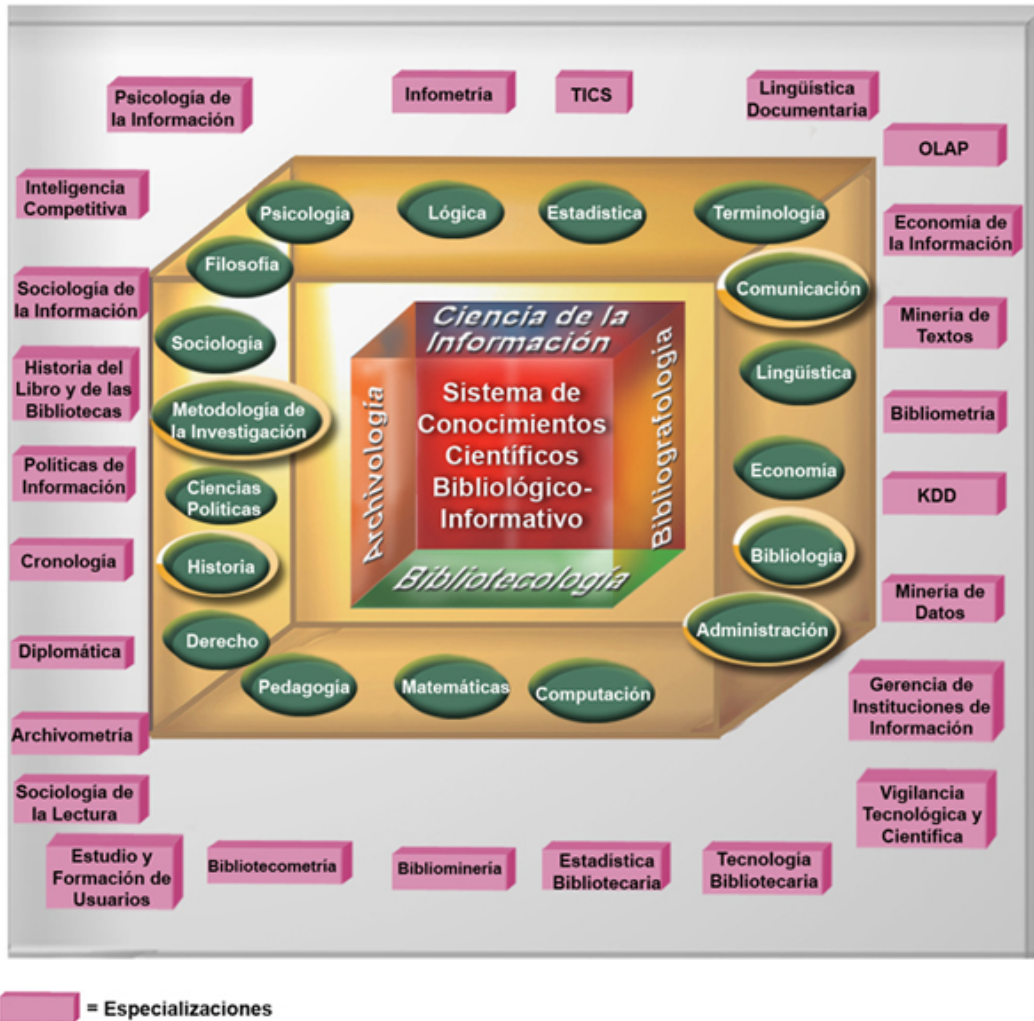 Psicología de
la Información
Infometría
TICS
Lingüística
Documentaria
OLAP
Inteligencia
Competitiva
Economía de
la Información
Sociología de
la Información
Minería de
Textos
Historia del
Libro y de las
Bibliotecas
Bibliometría
Políticas de
Información
KDD
Cronología
Minería de
Datos
Diplomática
Gerencia de
Instituciones de
Información
Archivometría
Sociología de
la Lectura
Vigilancia
Tecnológica y
Científica
Estudio y
Formación de
Usuarios
Bibliotecometría
Bibliominería
Estadística
Bibliotecaria
Tecnología
Bibliotecaria
Psicología
Lógica
Estadística
Terminología
Filosofía
Comunicación
Sociología
Lingüística
Metodología de
la Investigación
Economía
Ciencias
Políticas
Bibliología
Historia
Administración
Derecho
Pedagogía
Matemáticas
Computación
Ciencia de la
Información
Archivología
Bibliografología
Sistema de
Conocimientos
Científicos
Bibliológico-
Informativo
Bibliotecología
= Especializaciones